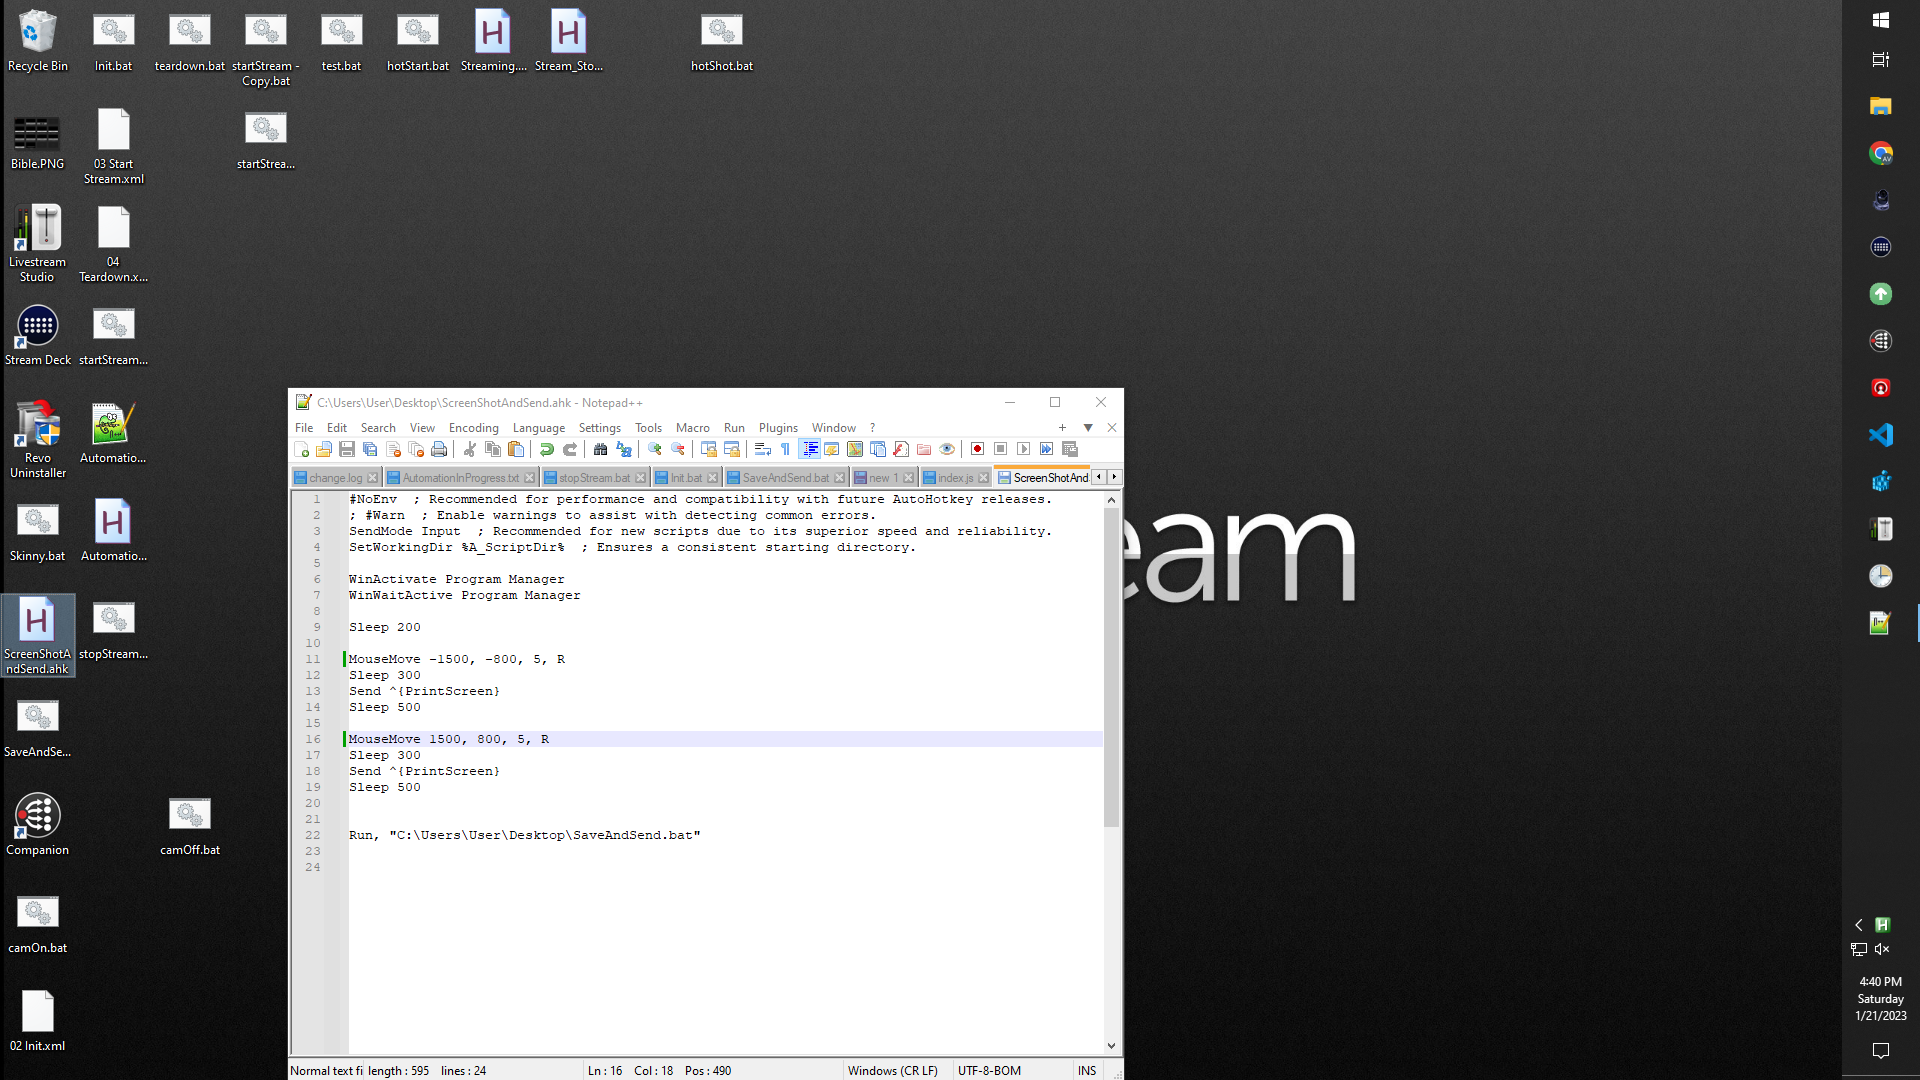 Recycle Bin
Init.bat
teardown.bat
startStream -
Copy.bat
test.bat
hotStart.bat
Streaming....
Stream_Sto...
hotShot.bat
Bible.PNG
03 Start
Stream.xml
startStrea...
Livestream
Studio
04
Teardown.x...
Stream Deck
startStream...
Revo
Uninstaller
Automatio...
Skinny.bat
Automatio...
ScreenShotA
ndSend.ahk
stopStream...
SaveAndSe...
Companion
camOff.bat
camOn.bat
02 Init.xml
C:\Users\User\Desktop\ScreenShotAndSend.ahk - Notepad++
File Edit Search View Encoding Language Settings Tools Macro Run Plugins Window ?
change.log AutomationInProgress.txt stopStream.bat Init.bat SaveAndSend.bat new 1 index.js ScreenShotAnd
1 #NoEnv  ; Recommended for performance and compatibility with future AutoHotkey releases.
2 ; #Warn  ; Enable warnings to assist with detecting common errors.
3 SendMode Input  ; Recommended for new scripts due to its superior speed and reliability.
4 SetWorkingDir %A_ScriptDir%  ; Ensures a consistent starting directory.
5
6 WinActivate Program Manager
7 WinWaitActive Program Manager
8
9 Sleep 200
10
11 MouseMove -1500, -800, 5, R
12 Sleep 300
13 Send ^{PrintScreen}
14 Sleep 500
15
16 MouseMove 1500, 800, 5, R
17 Sleep 300
18 Send ^{PrintScreen}
19 Sleep 500
20
21
22 Run, "C:\Users\User\Desktop\SaveAndSend.bat"
23
24
Normal text fi length : 595 lines : 24 Ln : 16 Col : 18 Pos : 490 Windows (CR LF) UTF-8-BOM INS
eam
4:40 PM
Saturday
1/21/2023